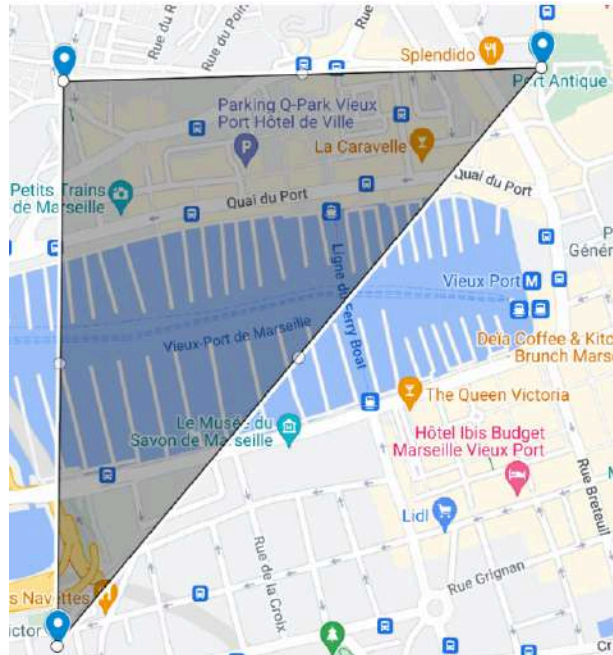 Rue du R
Rue du Poir
Rue
Splendido
Port Antique
Parking Q-Park Vieux
Port Hôtel de Ville
P
La Caravelle
Petits Trains
de Marseille
Quai du Port
Quai du Port
P
Génér
Ligne du Ferry Boat
Vieux Port M
Vieux-Port de Marseille
Deïa Coffee & Kitc
Brunch Mars
The Queen Victoria
Le Musée du
Savon de Marseille
Hôtel Ibis Budget
Marseille Vieux Port
Rue Breteuil
Lidl
Rue de la Croix
Rue Grignan
s Navettes
ictor
Cr